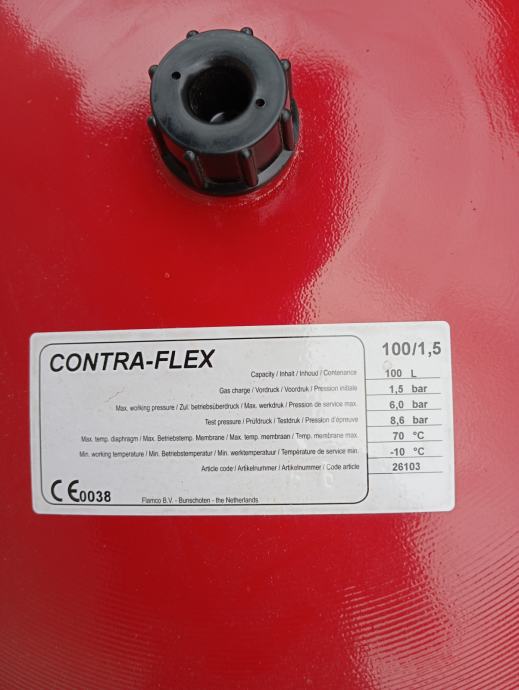 CONTRA-FLEX 100/1,5
Capacity / Inhalt / Inhoud / Contenance 100 L
Gas charge / Vordruck / Voordruk / Pression initiale 1,5 bar
Max. working pressure / Zul. betriebsüberdruck / Max. werkdruk / Pression de service max. 6,0 bar
Test pressure / Prüfdruck / Testdruk / Pression d'épreuve 8,6 bar
Max. temp. diaphragm / Max. Betriebstemp. Membrane / Max. temp. membraan / Temp. membrane max. 70 °C
Min. working temperature / Min. Betriebstemperatur / Min. werktemperatuur / Température de service min. -10 °C
Article code / Artikelnummer / Artikelnummer / Code article 26103
CE0038 Flamco B.V. - Bunschoten - the Netherlands